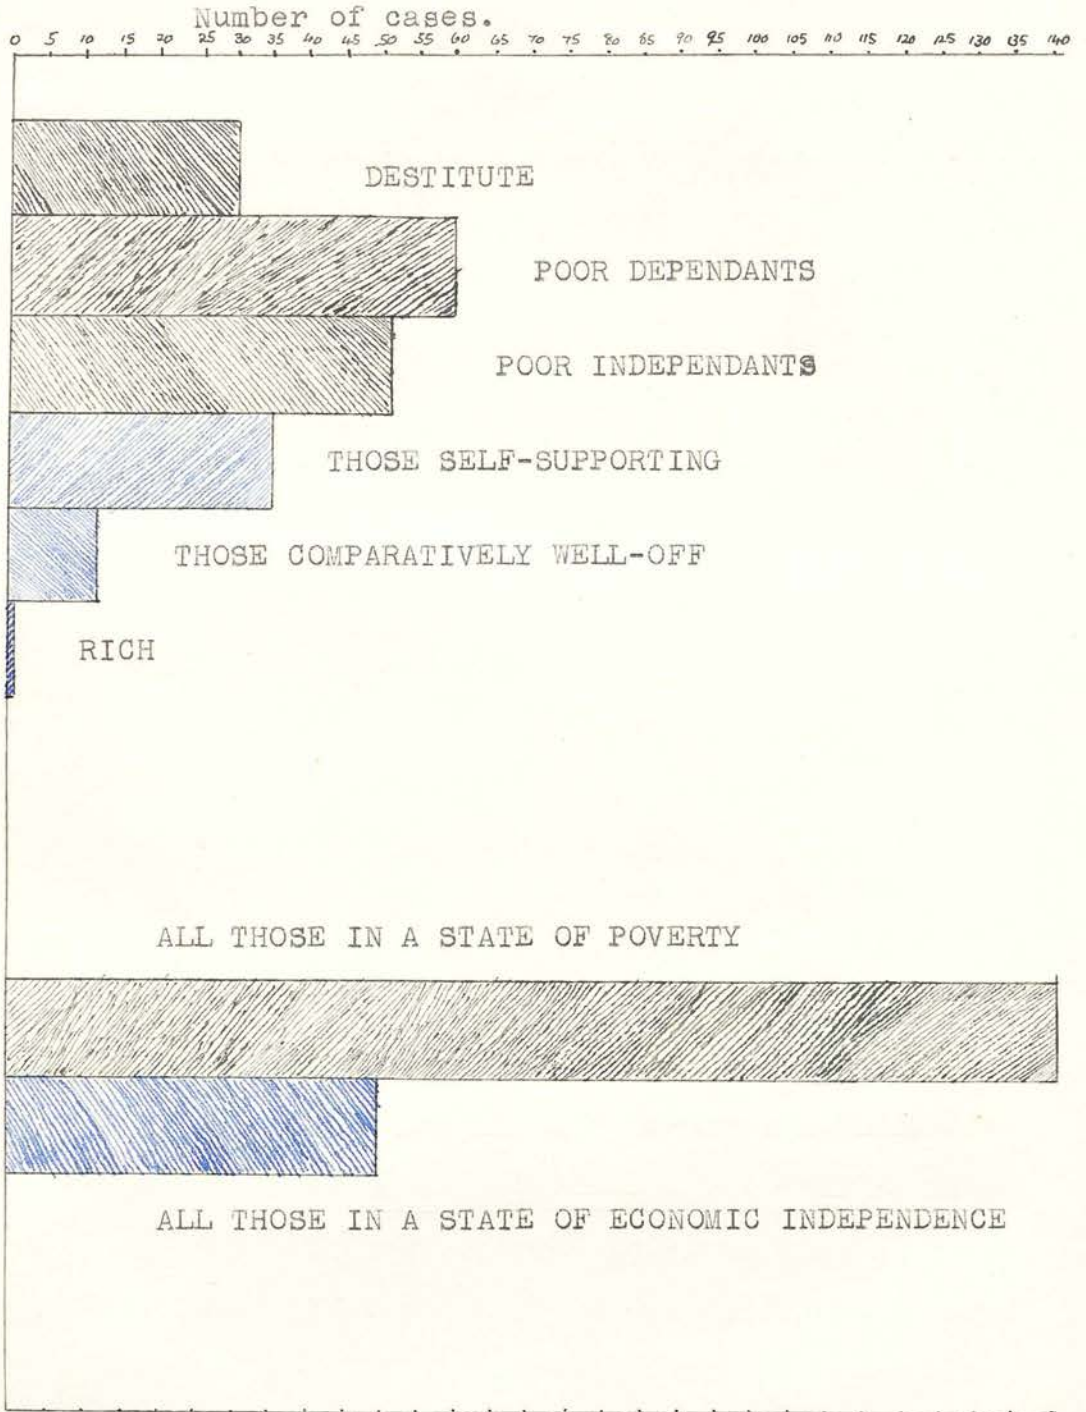 Number of cases.
0 5 10 15 20 25 30 35 40 45 50 55 60 65 70 75 80 85 90 95 100 105 110 115 120 125 130 135 140
DESTITUTE
POOR DEPENDANTS
POOR INDEPENDANTS
THOSE SELF-SUPPORTING
THOSE COMPARATIVELY WELL-OFF
RICH
ALL THOSE IN A STATE OF POVERTY
ALL THOSE IN A STATE OF ECONOMIC INDEPENDENCE